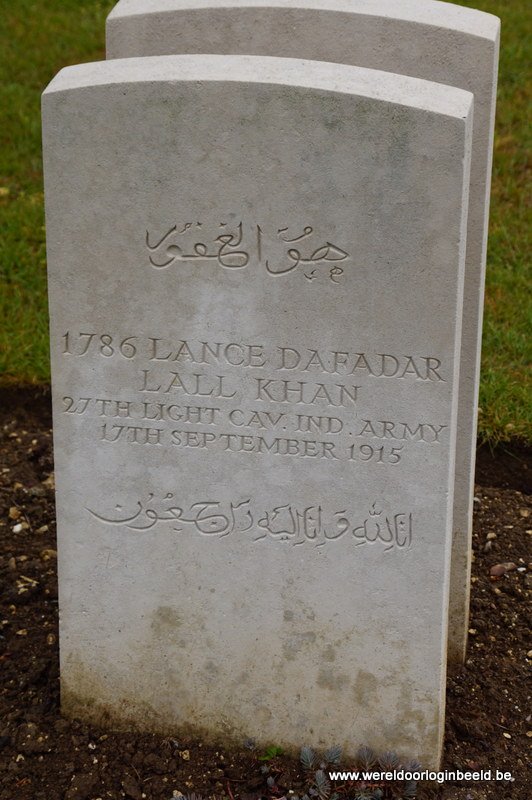 هو الغفور
1786 LANCE DAFADAR
LALL KHAN
27TH LIGHT CAV. IND. ARMY
17TH SEPTEMBER 1915
انا لله و انا اليه راجعون
www.wereldoorloginbeeld.be